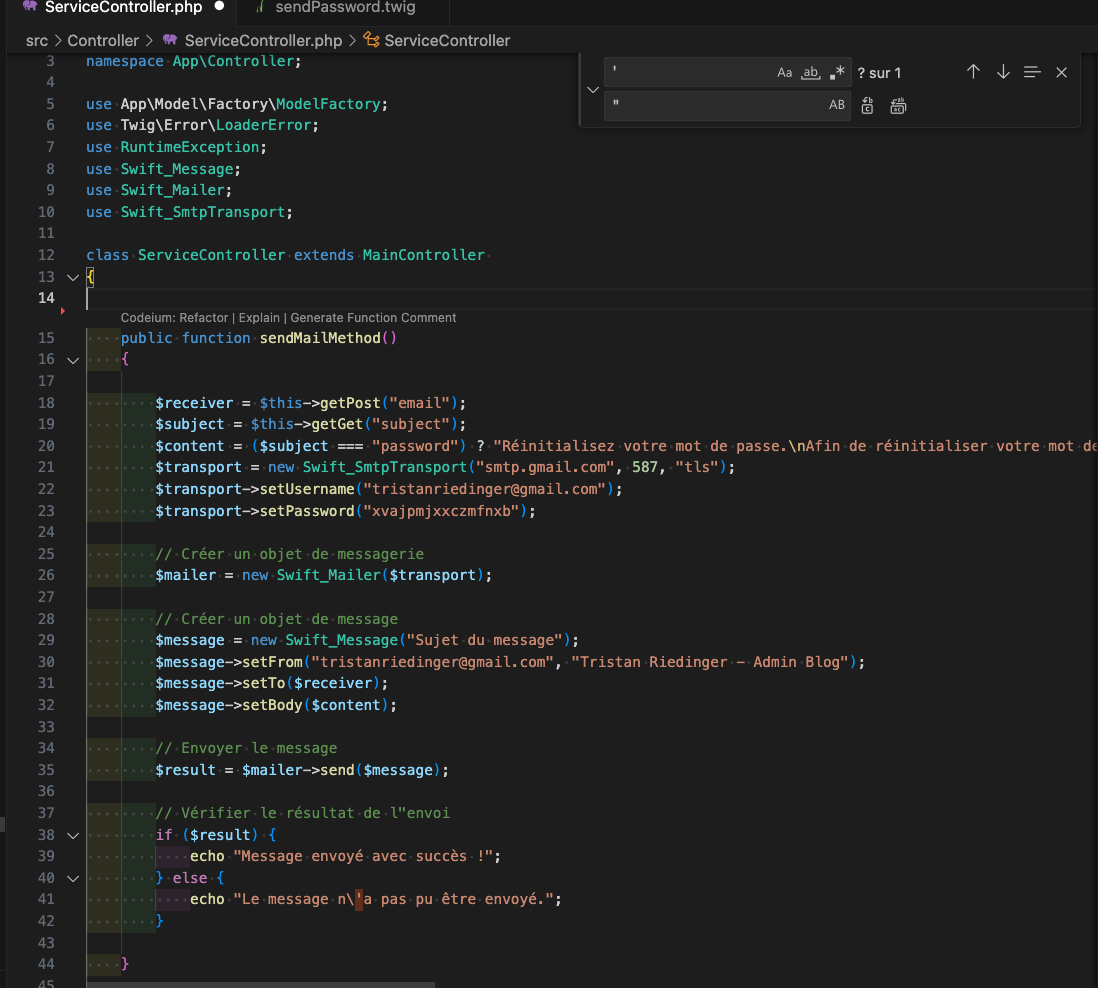 ServiceController.php ● sendPassword.twig
src > Controller > ServiceController.php > ServiceController
' Aa ab .* ? sur 1
" AB
3 namespace App\Controller;
4
5 use App\Model\Factory\ModelFactory;
6 use Twig\Error\LoaderError;
7 use RuntimeException;
8 use Swift_Message;
9 use Swift_Mailer;
10 use Swift_SmtpTransport;
11
12 class ServiceController extends MainController
13 {
14
Codeium: Refactor | Explain | Generate Function Comment
15 public function sendMailMethod()
16 {
17
18 $receiver = $this->getPost("email");
19 $subject = $this->getGet("subject");
20 $content = ($subject === "password") ? "Réinitialisez votre mot de passe.\nAfin de réinitialiser votre mot de
21 $transport = new Swift_SmtpTransport("smtp.gmail.com", 587, "tls");
22 $transport->setUsername("tristanriedinger@gmail.com");
23 $transport->setPassword("xvajpmjxxczmfnxb");
24
25 // Créer un objet de messagerie
26 $mailer = new Swift_Mailer($transport);
27
28 // Créer un objet de message
29 $message = new Swift_Message("Sujet du message");
30 $message->setFrom("tristanriedinger@gmail.com", "Tristan Riedinger – Admin Blog");
31 $message->setTo($receiver);
32 $message->setBody($content);
33
34 // Envoyer le message
35 $result = $mailer->send($message);
36
37 // Vérifier le résultat de l"envoi
38 if ($result) {
39 echo "Message envoyé avec succès !";
40 } else {
41 echo "Le message n\'a pas pu être envoyé.";
42 }
43
44 }
45